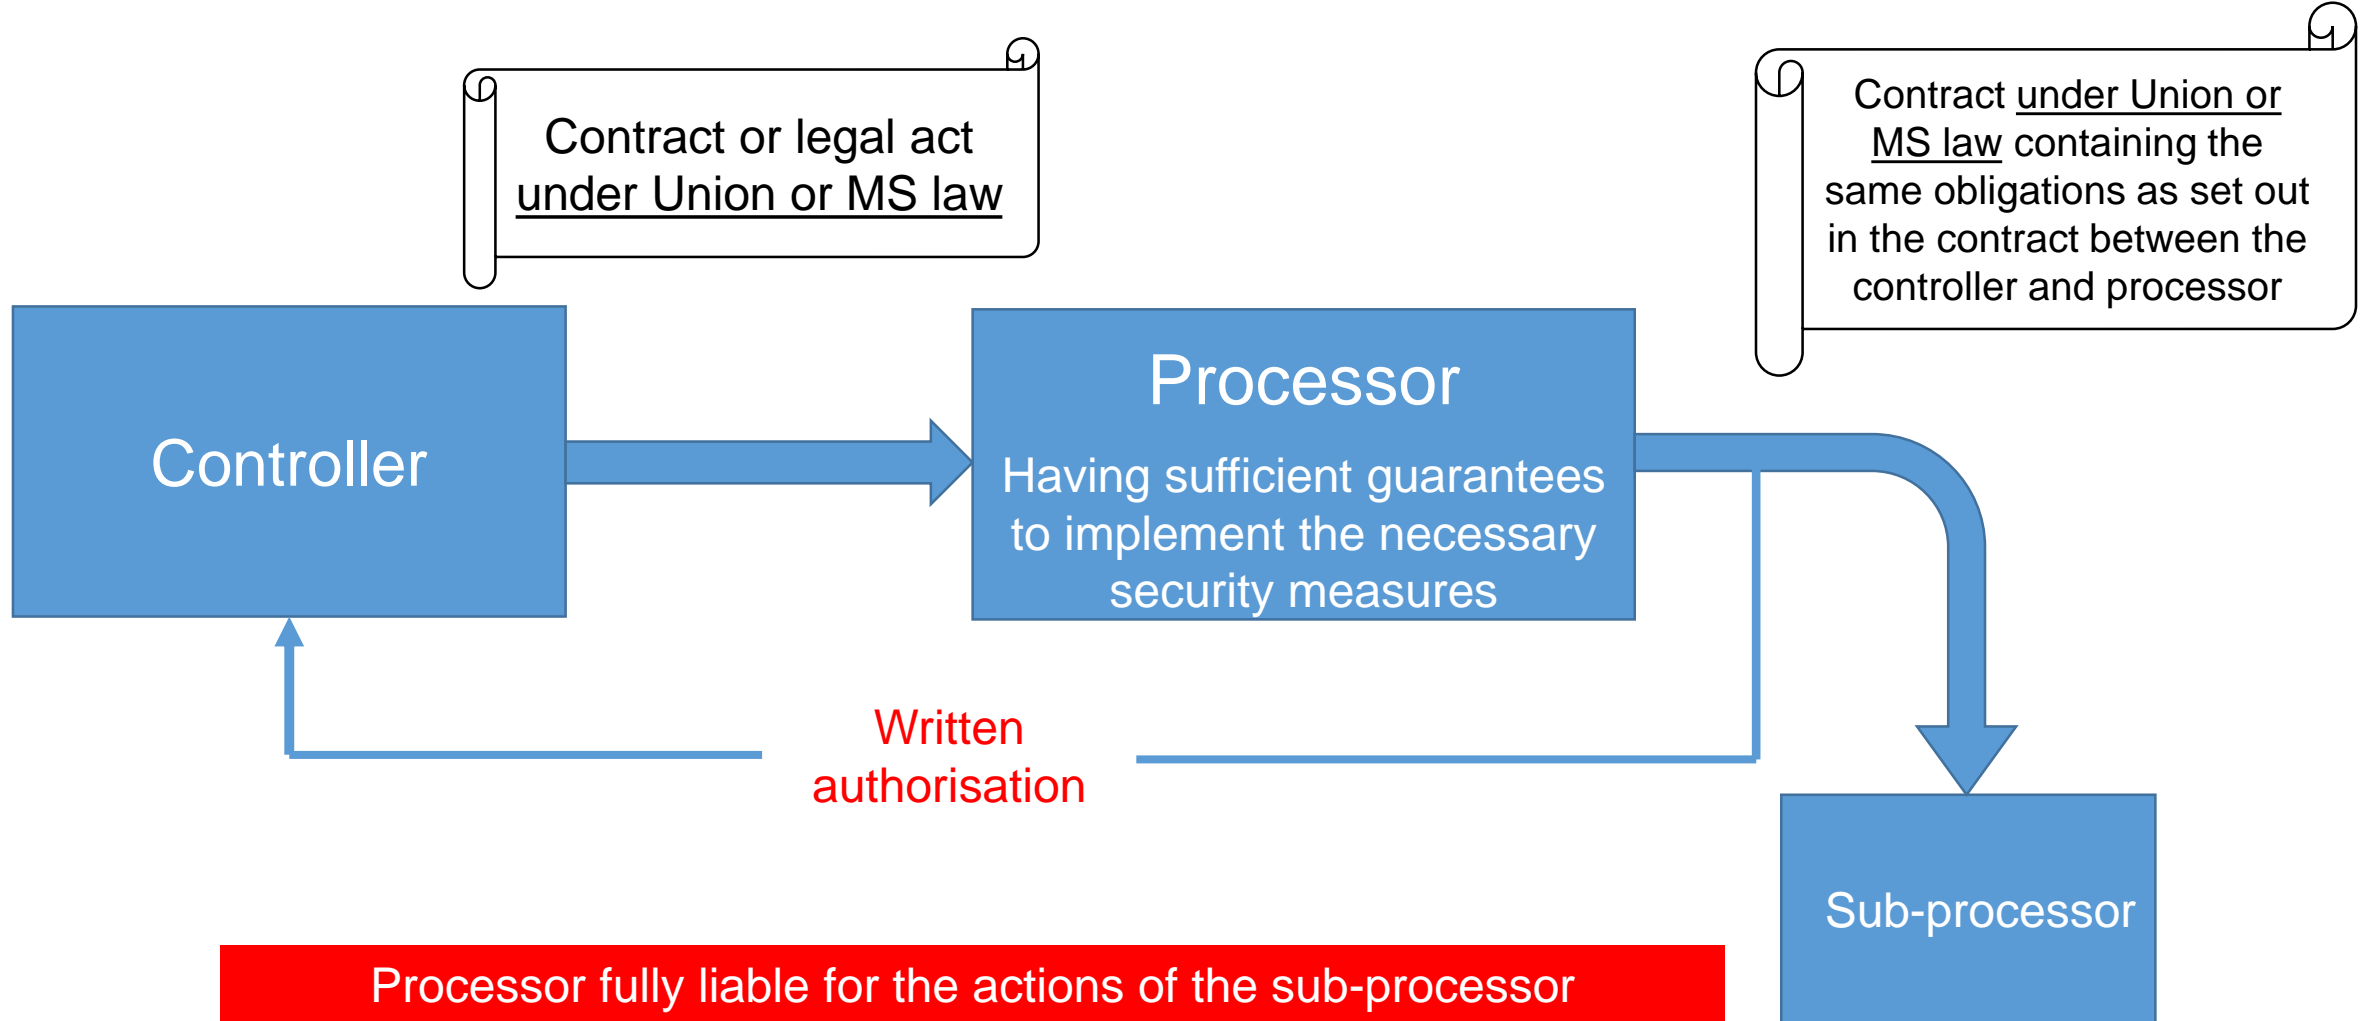 Contract or legal act
under Union or MS law
Contract under Union or
MS law containing the
same obligations as set out
in the contract between the
controller and processor
Controller
Processor
Having sufficient guarantees
to implement the necessary
security measures
Written
authorisation
Sub-processor
Processor fully liable for the actions of the sub-processor